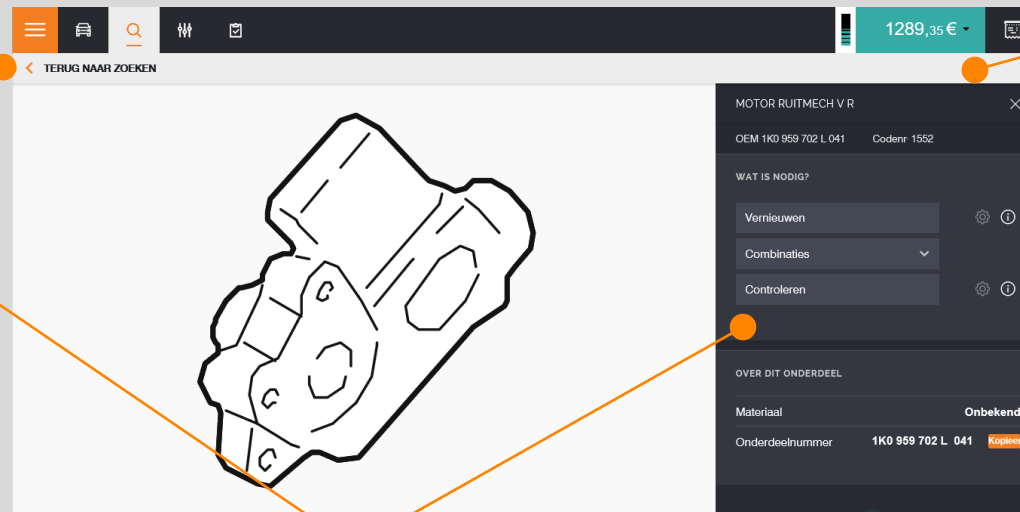 1289,35 €
TERUG NAAR ZOEKEN
MOTOR RUITMECH V R
OEM 1K0 959 702 L 041 Codenr 1552
WAT IS NODIG?
Vernieuwen
Combinaties
Controleren
OVER DIT ONDERDEEL
Materiaal Onbekend
Onderdeelnummer 1K0 959 702 L 041 Kopieer